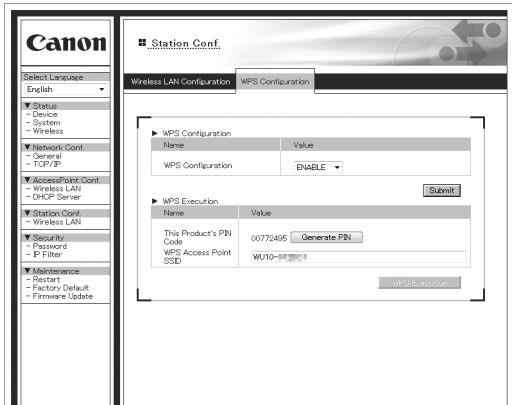 Canon
Select Language
English
▼ Status
- Device
- System
- Wireless
▼ Network Conf.
- General
- TCP/IP
▼ AccessPoint Conf.
- Wireless LAN
- DHCP Server
▼ Station Conf.
- Wireless LAN
▼ Security
- Password
- IP Filter
▼ Maintenance
- Restart
- Factory Default
- Firmware Update
Station Conf.
Wireless LAN Configuration WPS Configuration
WPS Configuration
Name Value
WPS Configuration ENABLE
Submit
WPS Execution
Name Value
This Product's PIN
Code 00772495 Generate PIN
WPS Access Point
SSID WU10-
WPS Execution